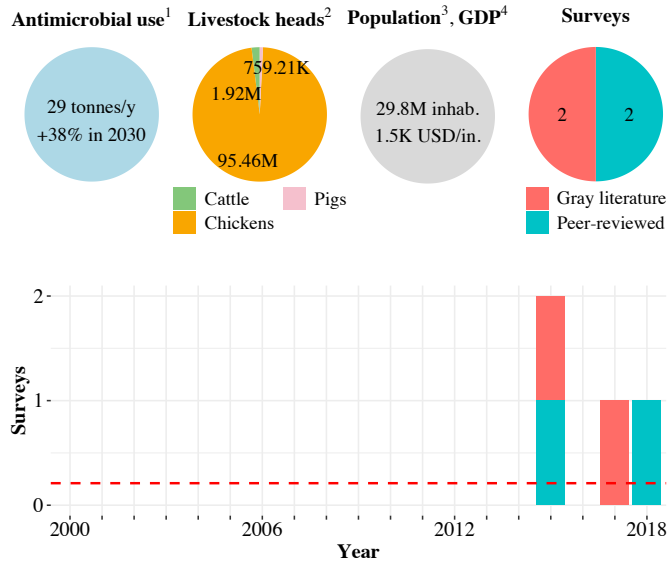 Antimicrobial use¹ Livestock heads² Population³, GDP⁴ Surveys
29 tonnes/y
+38% in 2030
759.21K
1.92M
95.46M
29.8M inhab.
1.5K USD/in.
2 2
Cattle Pigs
Chickens
Gray literature
Peer-reviewed
2
1
0
Surveys
2000 2006 2012 2018
Year